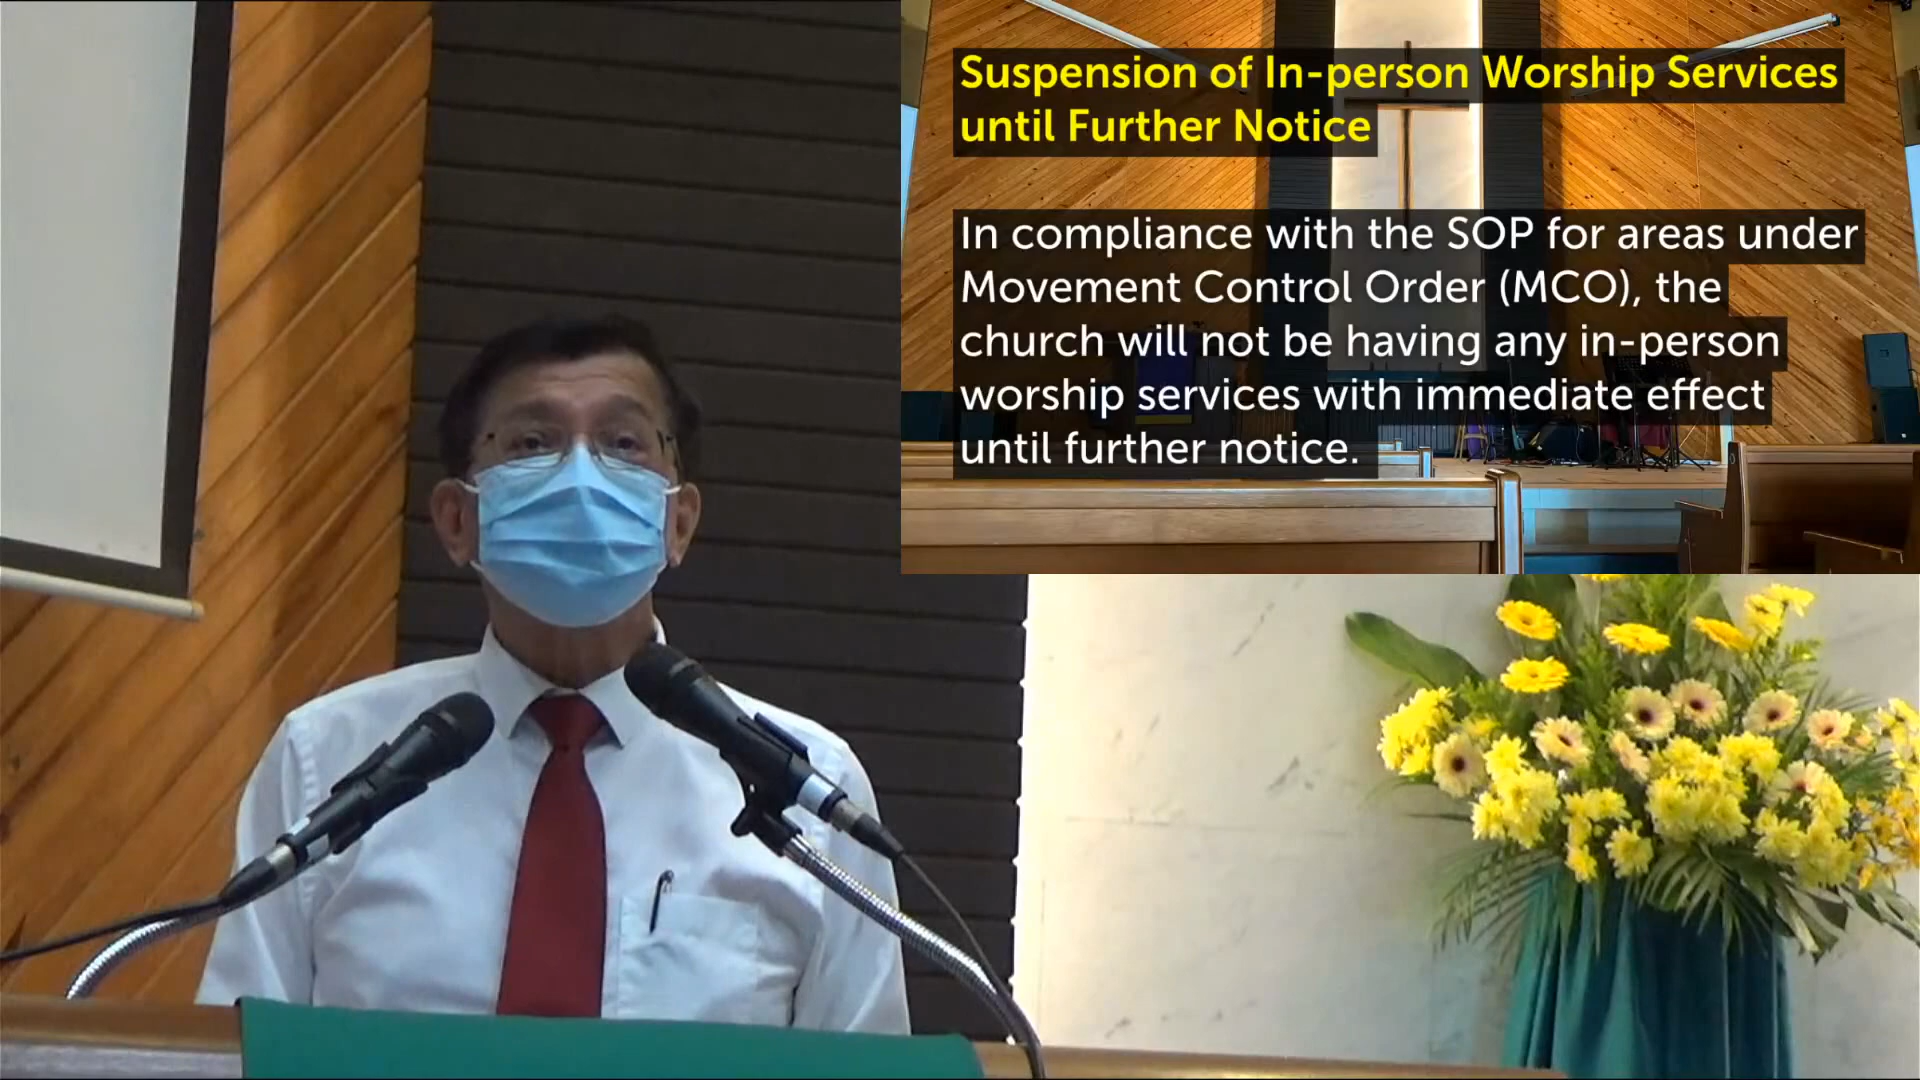 Suspension of In-person Worship Services
until Further Notice
In compliance with the SOP for areas under
Movement Control Order (MCO), the
church will not be having any in-person
worship services with immediate effect
until further notice.